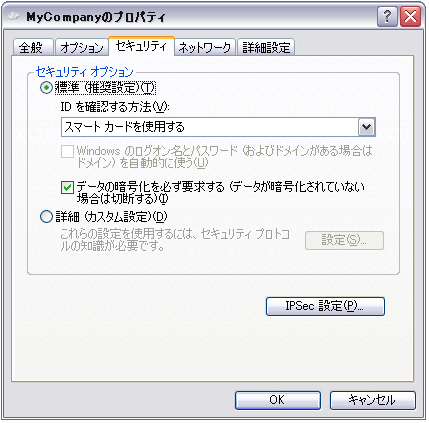 MyCompanyのプロパティ
全般 オプション セキュリティ ネットワーク 詳細設定
セキュリティ オプション
標準 (推奨設定)(T)
ID を確認する方法(V):
スマート カードを使用する
Windows のログオン名とパスワード (およびドメインがある場合は
ドメイン) を自動的に使う(U)
データの暗号化を必ず要求する (データが暗号化されていない
場合は切断する)(I)
詳細 (カスタム設定)(D)
これらの設定を使用するには、セキュリティ プロトコ
ルの知識が必要です。
設定(S)...
IPSec 設定(P)...
OK キャンセル